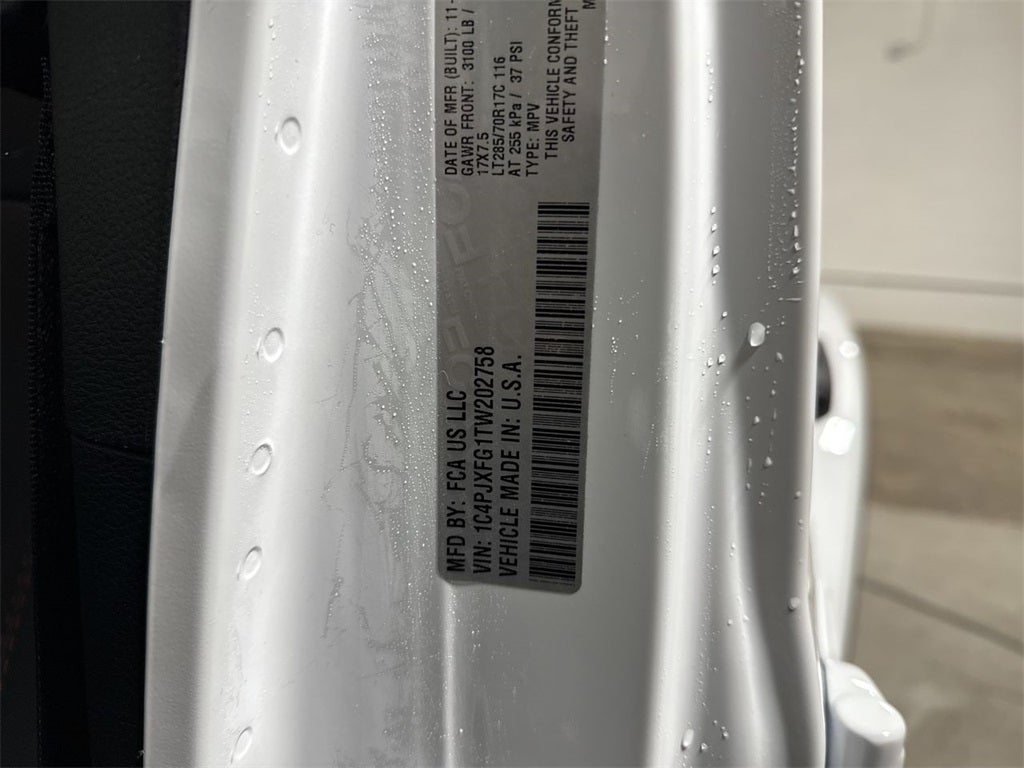 MFD BY: FCA US LLC
DATE OF MFR (BUILT): 11-
GAWR FRONT: 3100 LB /
VIN: 1C4PJXFG1TW202758
17X7.5
LT285/70R17C 116
VEHICLE MADE IN: U.S.A.
AT 255 kPa / 37 PSI
TYPE: MPV
THIS VEHICLE CONFORM
SAFETY AND THEFT